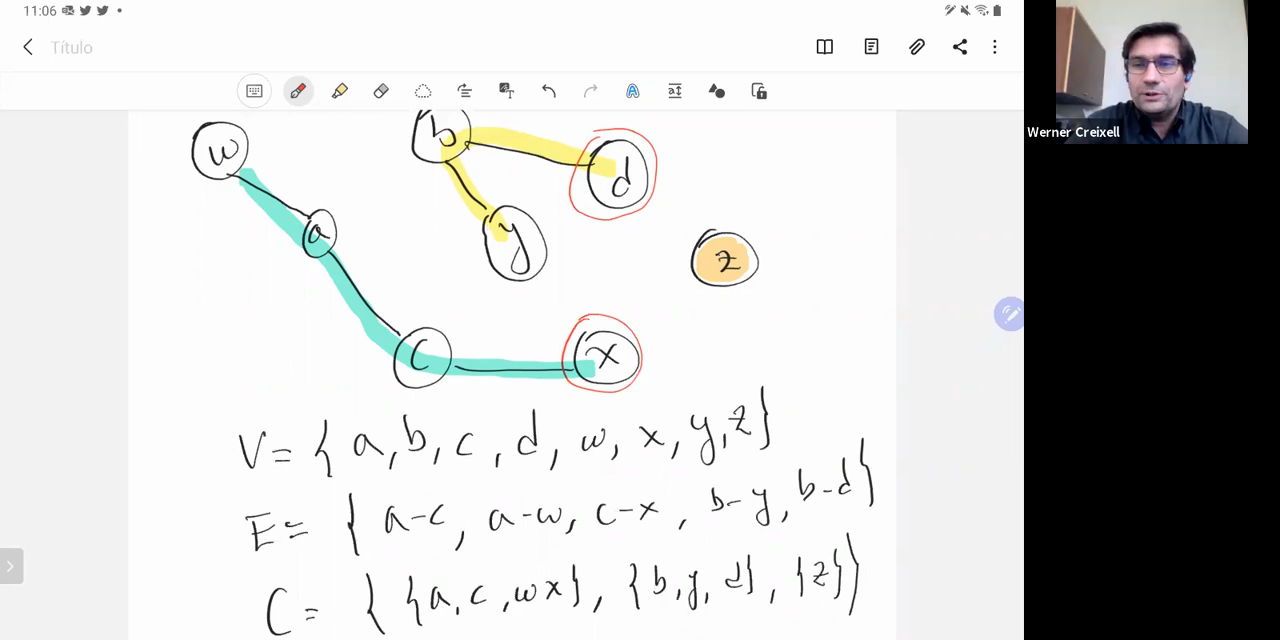 11:06
Título
Werner Creixell
w
b
d
a
y
z
c
x
V = { a, b, c, d, w, x, y, z }
E = { a-c, a-w, c-x, b-y, b-d }
C = { {a, c, w x}, {b, y, d}, {z} }